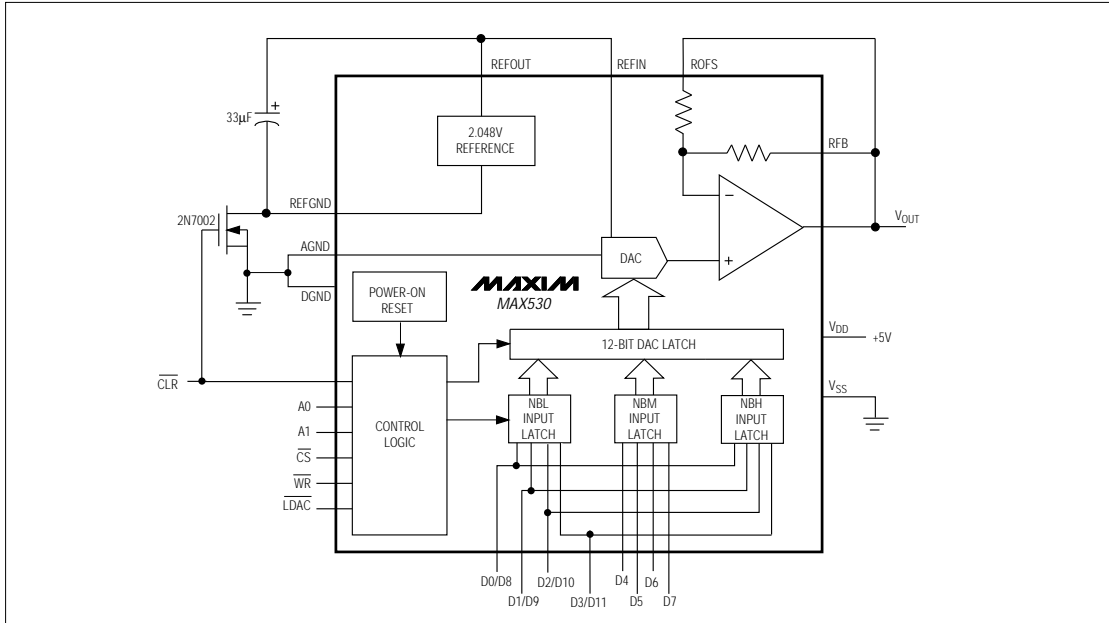 REFOUT
REFIN
ROFS
33µF
+
2.048V
REFERENCE
RFB
REFGND
2N7002
−
VOUT
AGND
DAC
+
DGND
POWER-ON
RESET
MAXIM
MAX530
VDD
+5V
12-BIT DAC LATCH
CLR
VSS
A0
A1
CS
WR
LDAC
CONTROL
LOGIC
NBL
INPUT
LATCH
NBM
INPUT
LATCH
NBH
INPUT
LATCH
D0/D8
D2/D10
D4
D6
D1/D9
D3/D11
D5
D7